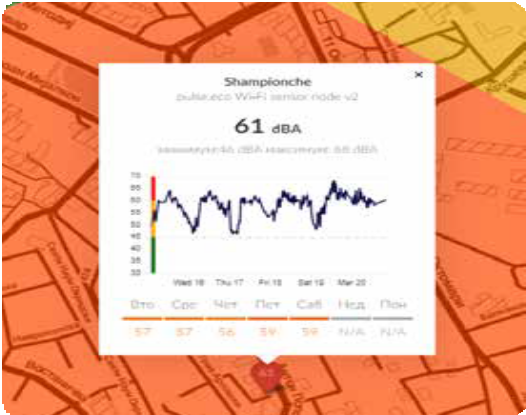 Shampionche
×
pulse.eco WiFi sensor node v2
61 dBA
минимум:46 dBA максимум: 68 dBA
70
65
60
55
50
45
40
35
30
Wed 16 Thu 17 Fri 18 Sat 19 Mar 20
Вто Сре Чет Пет Саб Нед Пон
57 57 56 59 59 N/A N/A
61